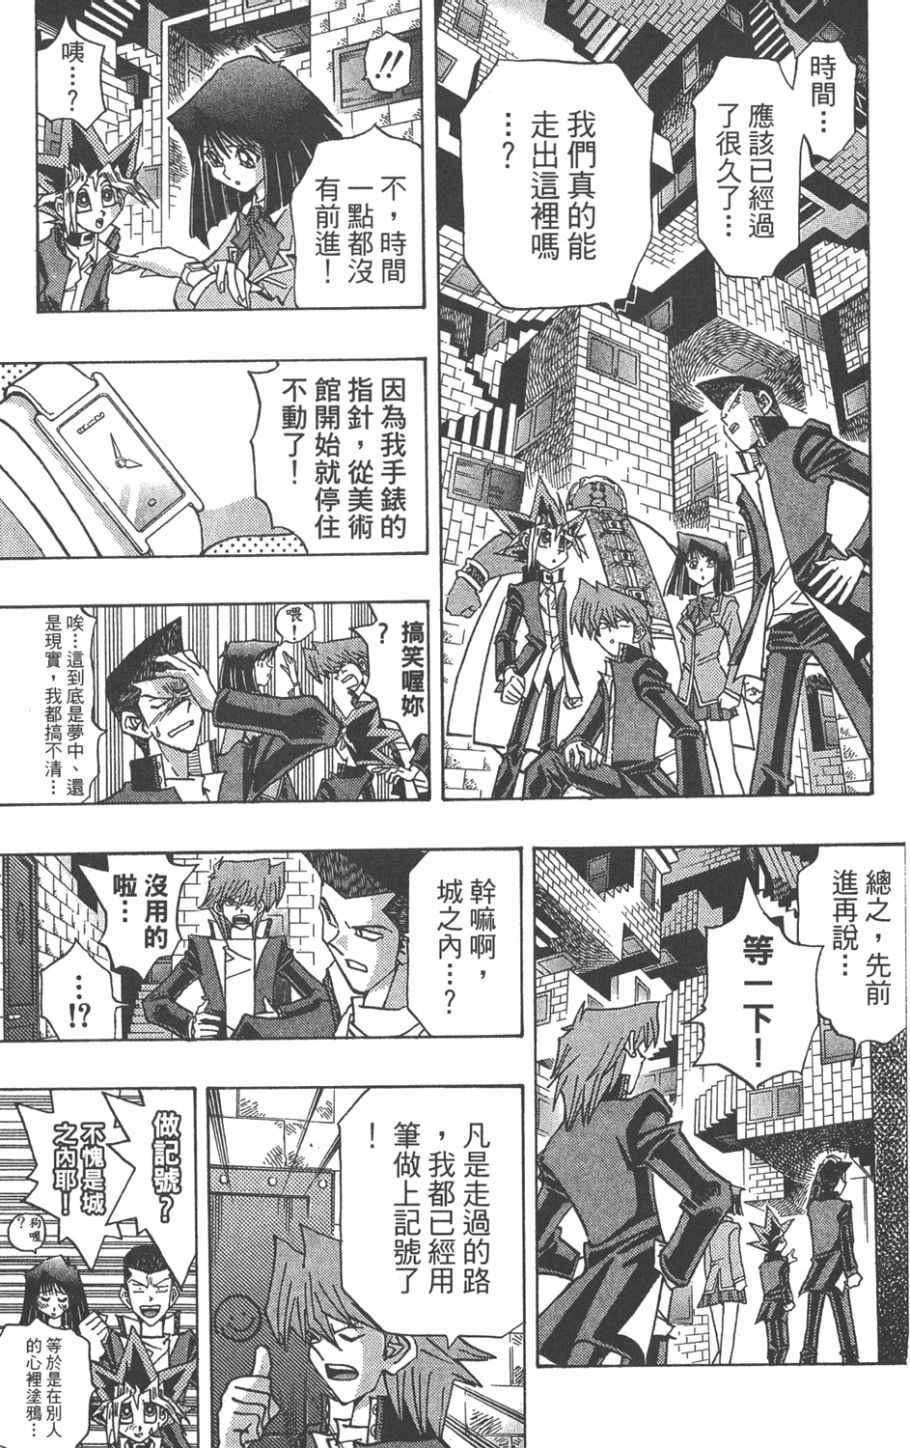 時間…
應該已經過
了很久了…
我們真的能
走出這裡嗎
…?
!!
咦…?
不，時間
一點都沒
有前進！
因為我手錶的
指針，從美術
館開始就停住
不動了！
搞笑喔妳
?
喂!
唉…這到底是夢中、還
是現實，我都搞不清…
總之，先前
進再說…
等一下！
幹嘛啊，
城之內…?
沒用的
啦…
…!?
凡是走過的路
，我都已經用
筆做上記號了
！
做記號？
不愧是城
之內耶！
狗喔
?
等於是在別人
的心裡塗鴉…